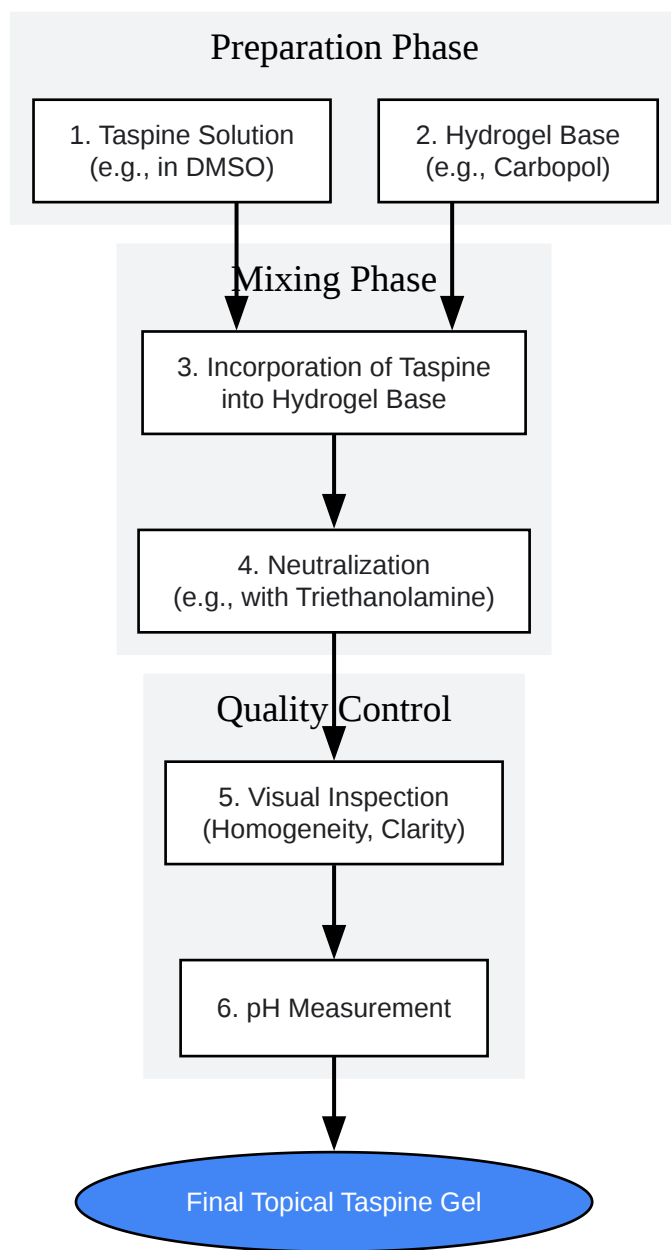 Preparation Phase
1. Taspine Solution
(e.g., in DMSO)
2. Hydrogel Base
(e.g., Carbopol)
Mixing Phase
3. Incorporation of Taspine
into Hydrogel Base
4. Neutralization
(e.g., with Triethanolamine)
Quality Control
5. Visual Inspection
(Homogeneity, Clarity)
6. pH Measurement
Final Topical Taspine Gel